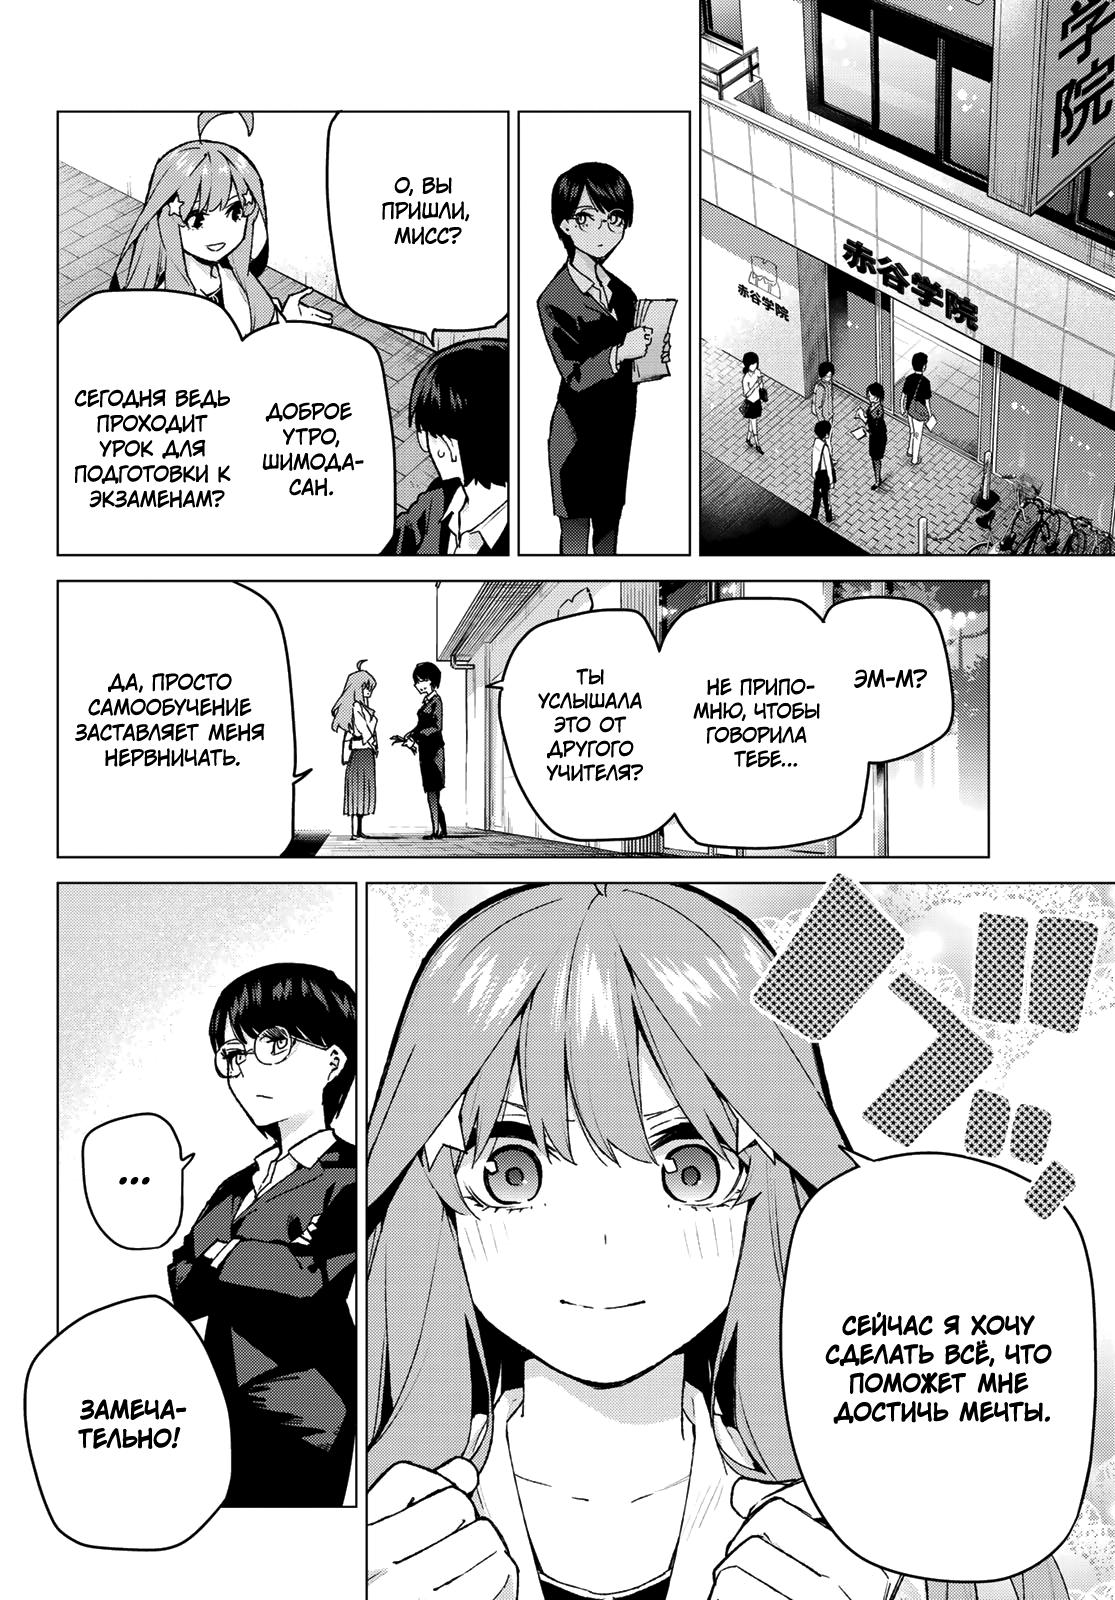 学院
赤谷学院
赤谷学院
О, ВЫ
ПРИШЛИ,
МИСС?
ДОБРОЕ
УТРО,
ШИМОДА-
САН.
СЕГОДНЯ ВЕДЬ
ПРОХОДИТ
УРОК ДЛЯ
ПОДГОТОВКИ К
ЭКЗАМЕНАМ?
ЭМ-М?
НЕ ПРИПО-
МНЮ, ЧТОБЫ
ГОВОРИЛА
ТЕБЕ...
ТЫ
УСЛЫШАЛА
ЭТО ОТ
ДРУГОГО
УЧИТЕЛЯ?
ДА, ПРОСТО
САМООБУЧЕНИЕ
ЗАСТАВЛЯЕТ МЕНЯ
НЕРВНИЧАТЬ.
СЕЙЧАС Я ХОЧУ
СДЕЛАТЬ ВСЁ, ЧТО
ПОМОЖЕТ МНЕ
ДОСТИЧЬ МЕЧТЫ.
...
ЗАМЕЧА-
ТЕЛЬНО!